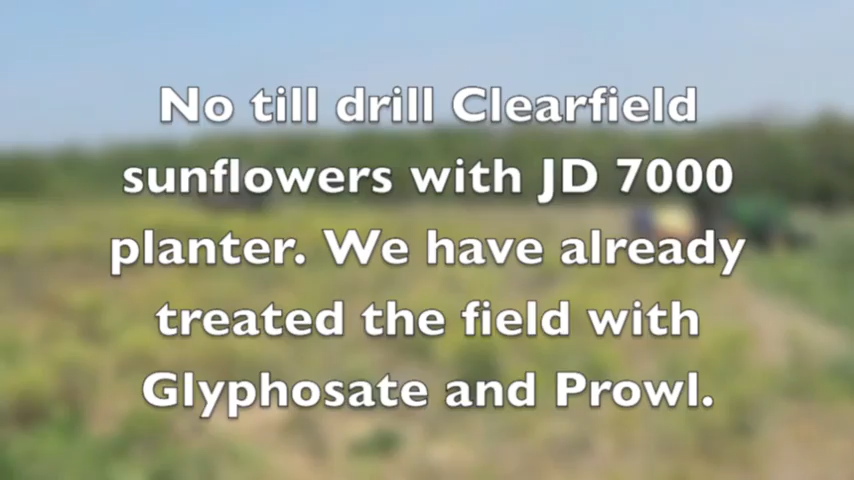 No till drill Clearfield
sunflowers with JD 7000
planter. We have already
treated the field with
Glyphosate and Prowl.